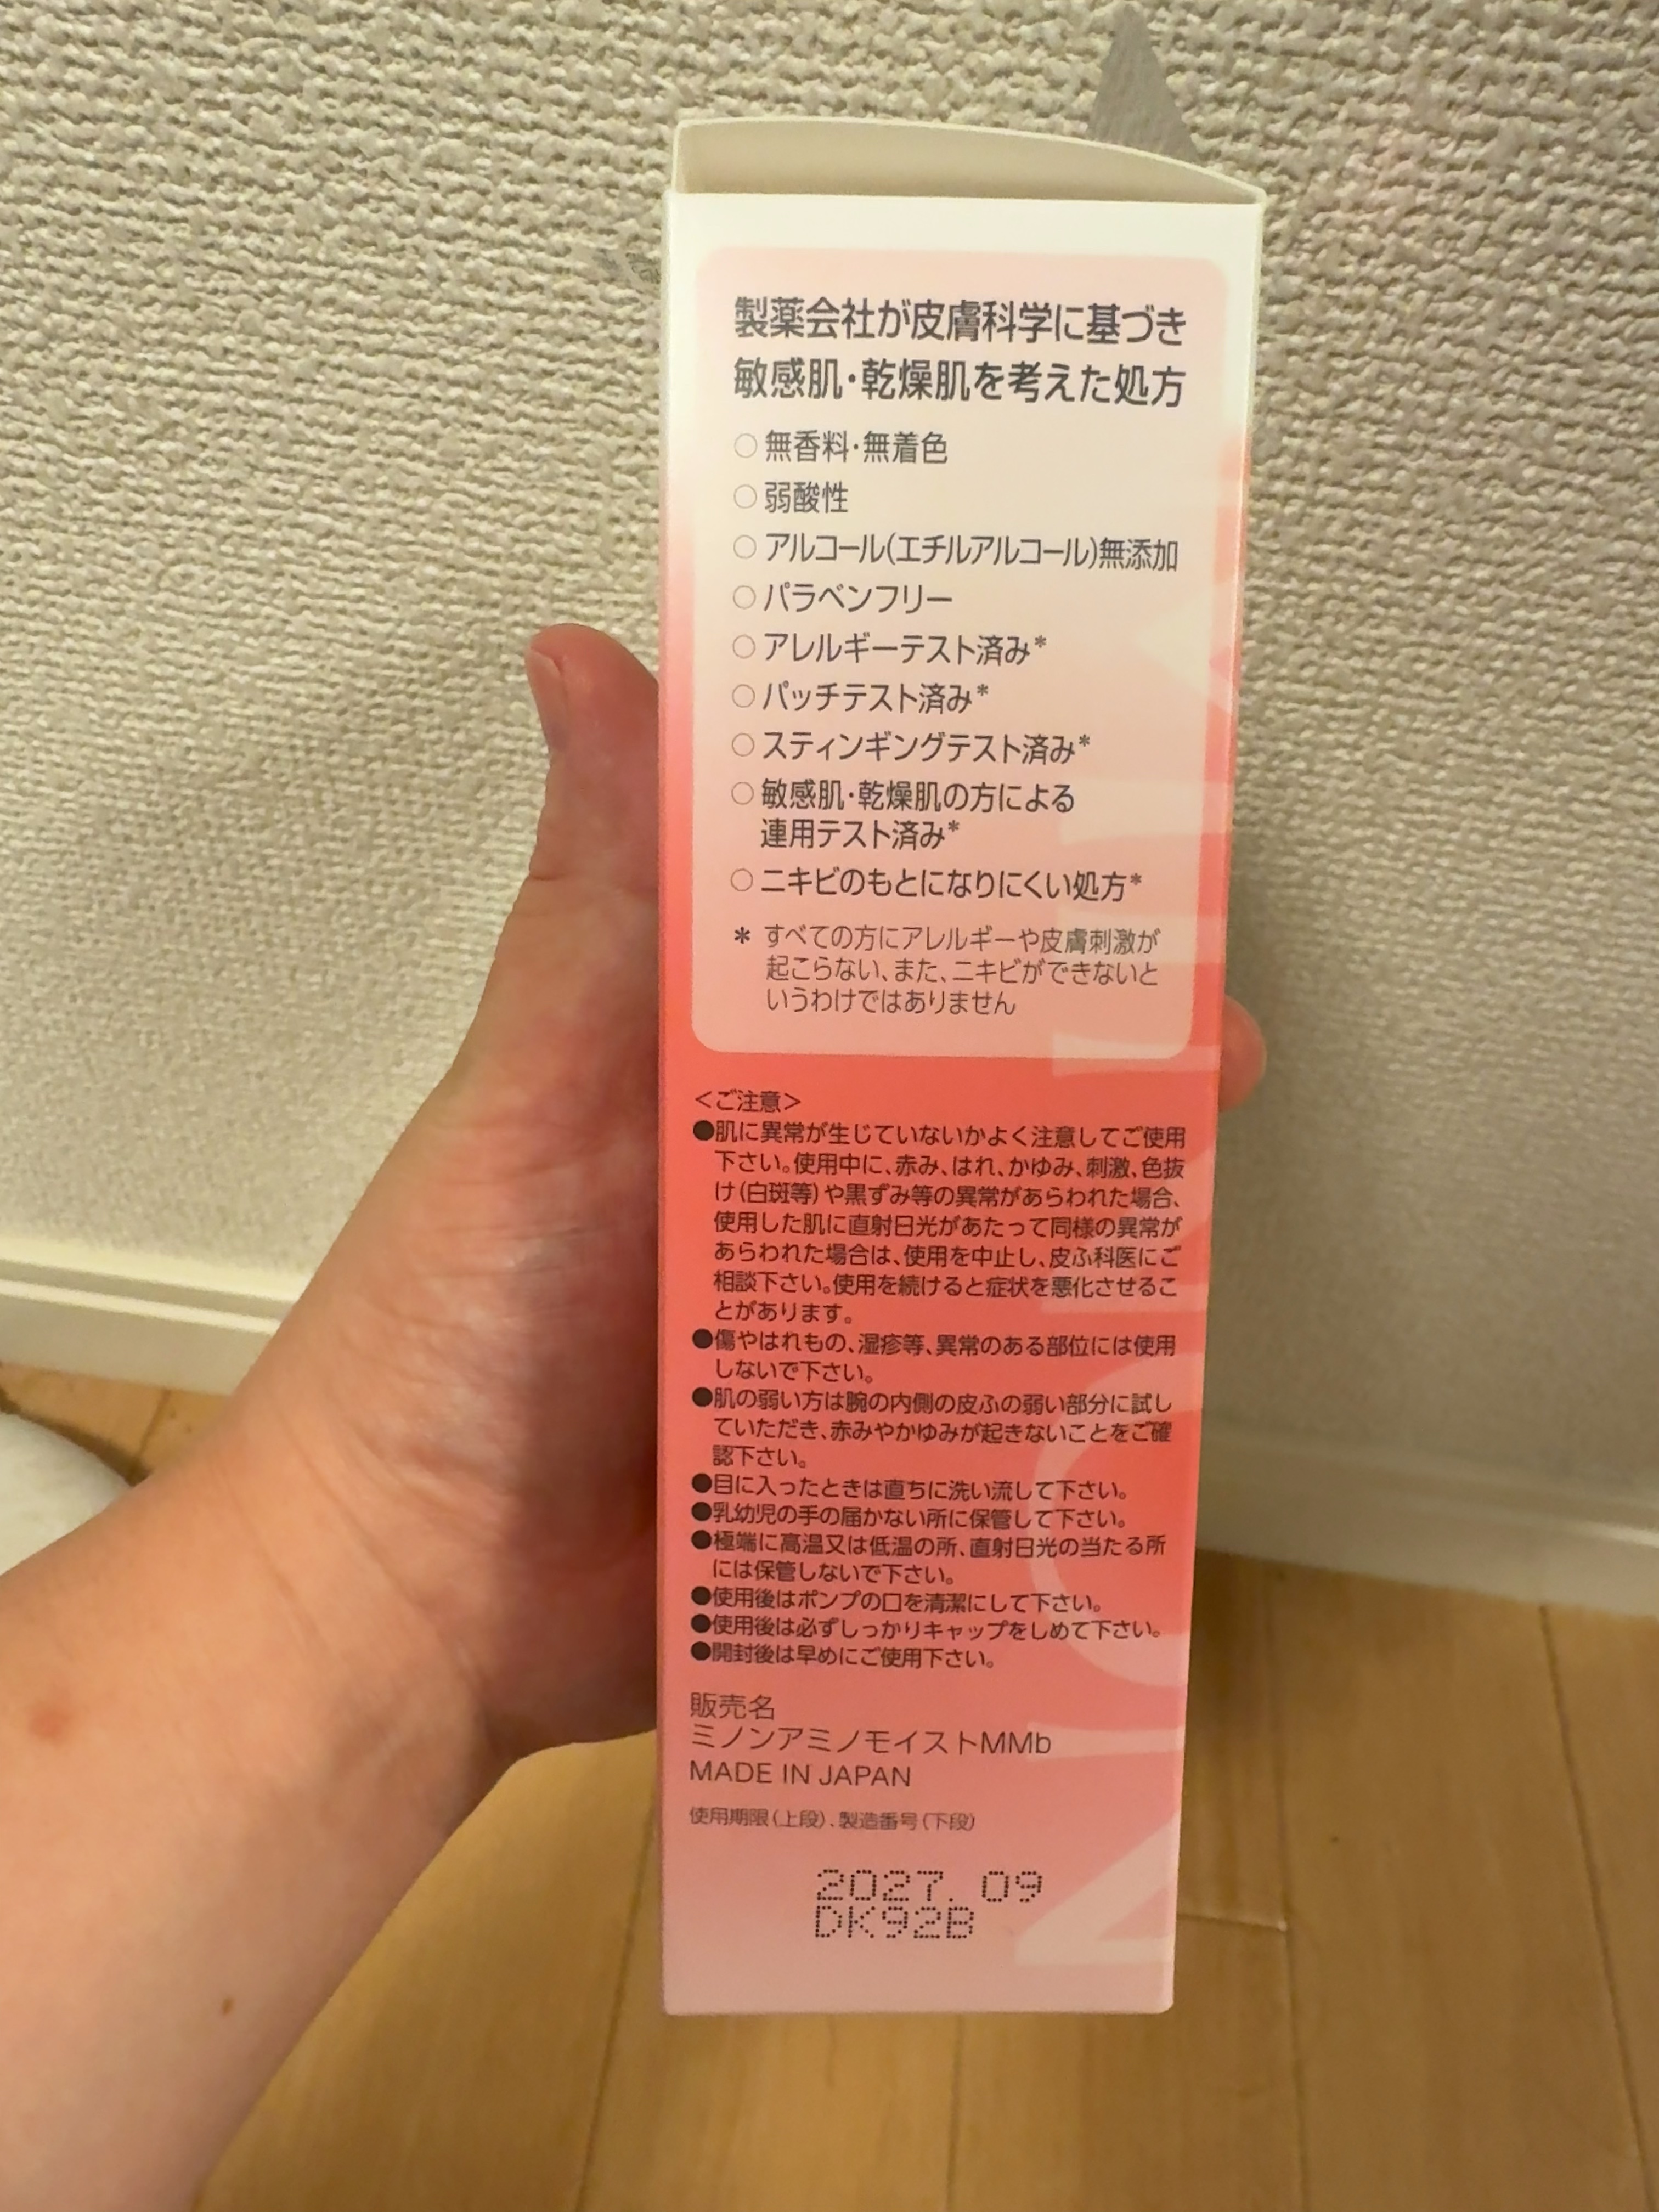 製薬会社が皮膚科学に基づき
敏感肌・乾燥肌を考えた処方
○無香料・無着色
○弱酸性
○アルコール(エチルアルコール)無添加
○パラベンフリー
○アレルギーテスト済み*
○パッチテスト済み*
○スティンギングテスト済み*
○敏感肌・乾燥肌の方による
連用テスト済み*
○ニキビのもとになりにくい処方*
* すべての方にアレルギーや皮膚刺激が
起こらない、また、ニキビができないと
いうわけではありません
<ご注意>
●肌に異常が生じていないかよく注意してご使用
下さい。使用中に、赤み、はれ、かゆみ、刺激、色抜
け(白斑等)や黒ずみ等の異常があらわれた場合、
使用した肌に直射日光があたって同様の異常が
あらわれた場合は、使用を中止し、皮ふ科医にご
相談下さい。使用を続けると症状を悪化させるこ
とがあります。
●傷やはれもの、湿疹等、異常のある部位には使用
しないで下さい。
●肌の弱い方は腕の内側の皮ふの弱い部分に試し
ていただき、赤みやかゆみが起きないことをご確
認下さい。
●目に入ったときは直ちに洗い流して下さい。
●乳幼児の手の届かない所に保管して下さい。
●極端に高温又は低温の所、直射日光の当たる所
には保管しないで下さい。
●使用後はポンプの口を清潔にして下さい。
●使用後は必ずしっかりキャップをしめて下さい。
●開封後は早めにご使用下さい。
販売名
ミノンアミノモイストMMb
MADE IN JAPAN
使用期限(上段)、製造番号(下段)
2027. 09
DK92B